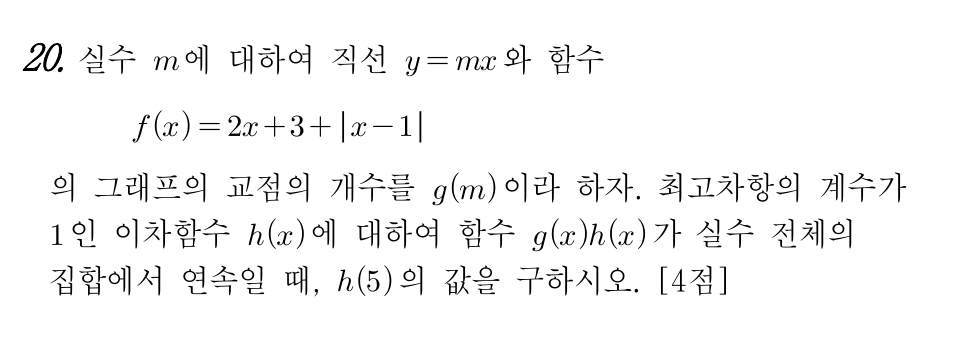 20. 실수 m에 대하여 직선 y=mx와 함수
f(x)=2x+3+|x-1|
의 그래프의 교점의 개수를 g(m)이라 하자. 최고차항의 계수가
1인 이차함수 h(x)에 대하여 함수 g(x)h(x)가 실수 전체의
집합에서 연속일 때, h(5)의 값을 구하시오. [4점]